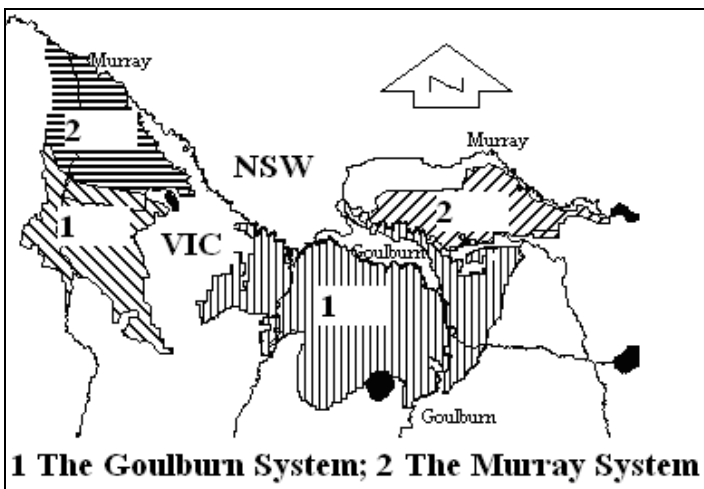 Murray
N
2
Murray
NSW
2
1
VIC
Goulburn
1
Goulburn
1 The Goulburn System; 2 The Murray System